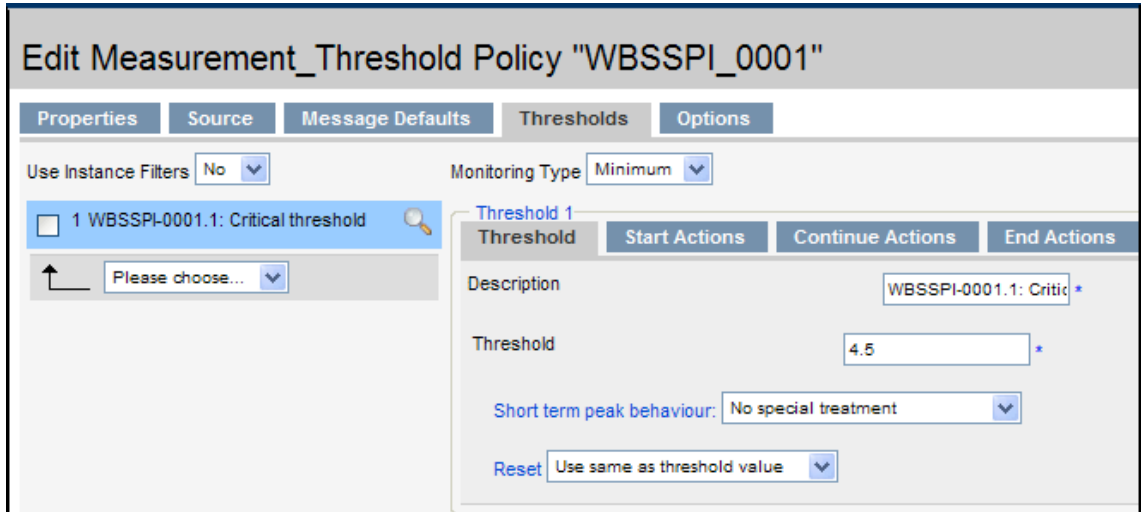 Edit Measurement_Threshold Policy "WBSSPI_0001"
Properties Source Message Defaults Thresholds Options
Use Instance Filters No
Monitoring Type Minimum
1 WBSSPI-0001.1: Critical threshold
Please choose...
Threshold 1
Threshold Start Actions Continue Actions End Actions
Description WBSSPI-0001.1: Critic *
Threshold 4.5 *
Short term peak behaviour: No special treatment
Reset Use same as threshold value